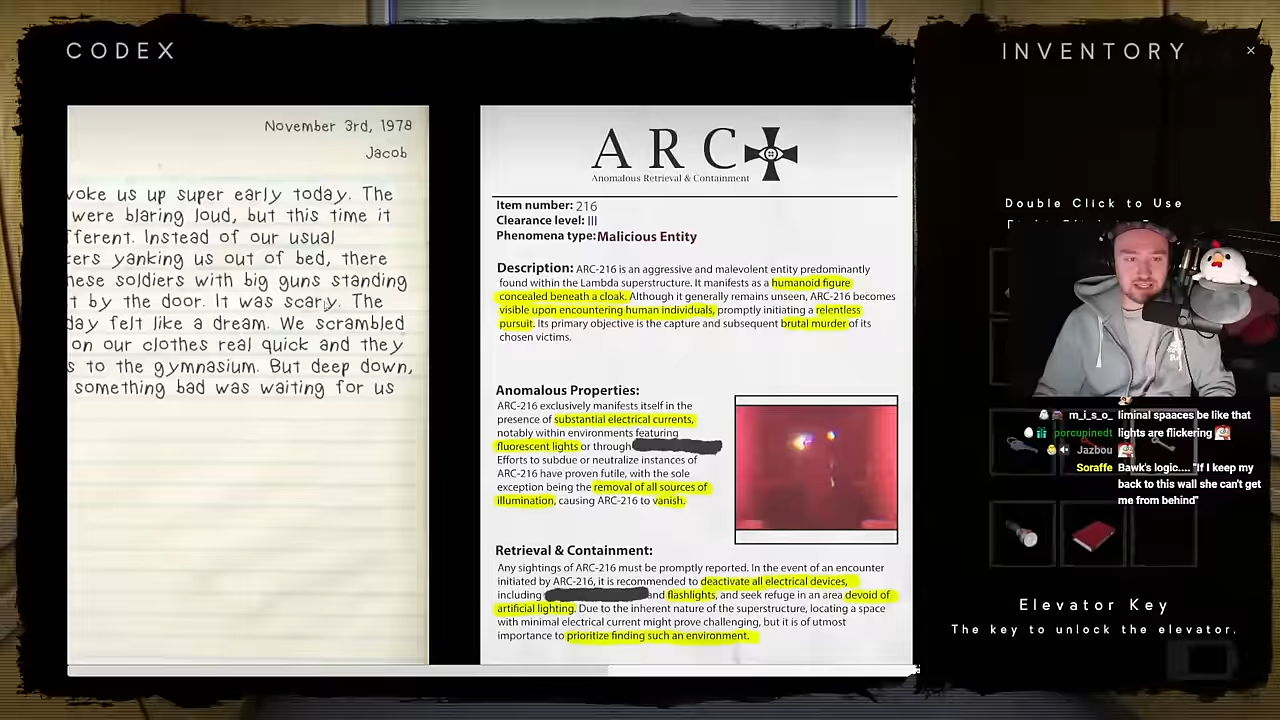 CODEX
November 3rd, 1978
Jacob
woke us up super early today. The
were blaring loud, but this time it
fferent. Instead of our usual
ers yanking us out of bed, there
hese soldiers with big guns standing
t by the door. It was scary. The
day felt like a dream. We scrambled
on our clothes real quick and they
s to the gymnasium. But deep down,
something bad was waiting for us
ARC
Anomalous Retrieval & Containment
Item number: 216
Clearance level: III
Phenomena type: Malicious Entity
Description: ARC-216 is an aggressive and malevolent entity predominantly
found within the Lambda superstructure. It manifests as a humanoid figure
concealed beneath a cloak. Although it generally remains unseen, ARC-216 becomes
visible upon encountering human individuals, promptly initiating a relentless
pursuit. Its primary objective is the capture and subsequent brutal murder of its
chosen victims.
Anomalous Properties:
ARC-216 exclusively manifests itself in the
presence of substantial electrical currents,
notably within environments featuring
fluorescent lights or through
Efforts to subdue or neutralize instances of
ARC-216 have proven futile, with the sole
exception being the removal of all sources of
illumination, causing ARC-216 to vanish.
Retrieval & Containment:
Any sightings of ARC-216 must be promptly reported. In the event of an encounter
initiated by ARC-216, it is recommended to deactivate all electrical devices,
including and flashlights, and seek refuge in an area devoid of
artificial lighting. Due to the inherent nature of the superstructure, locating a space
with minimal electrical current might prove challenging, but it is of utmost
importance to prioritize finding such an environment.
INVENTORY
×
Double Click to Use
m_i_s_o_ liminal spaaces be like that
porcupinedt lights are flickering
Jazbou
Soraffe Bawk's logic.... "If I keep my
back to this wall she can't get
me from behind"
Elevator Key
The key to unlock the elevator.